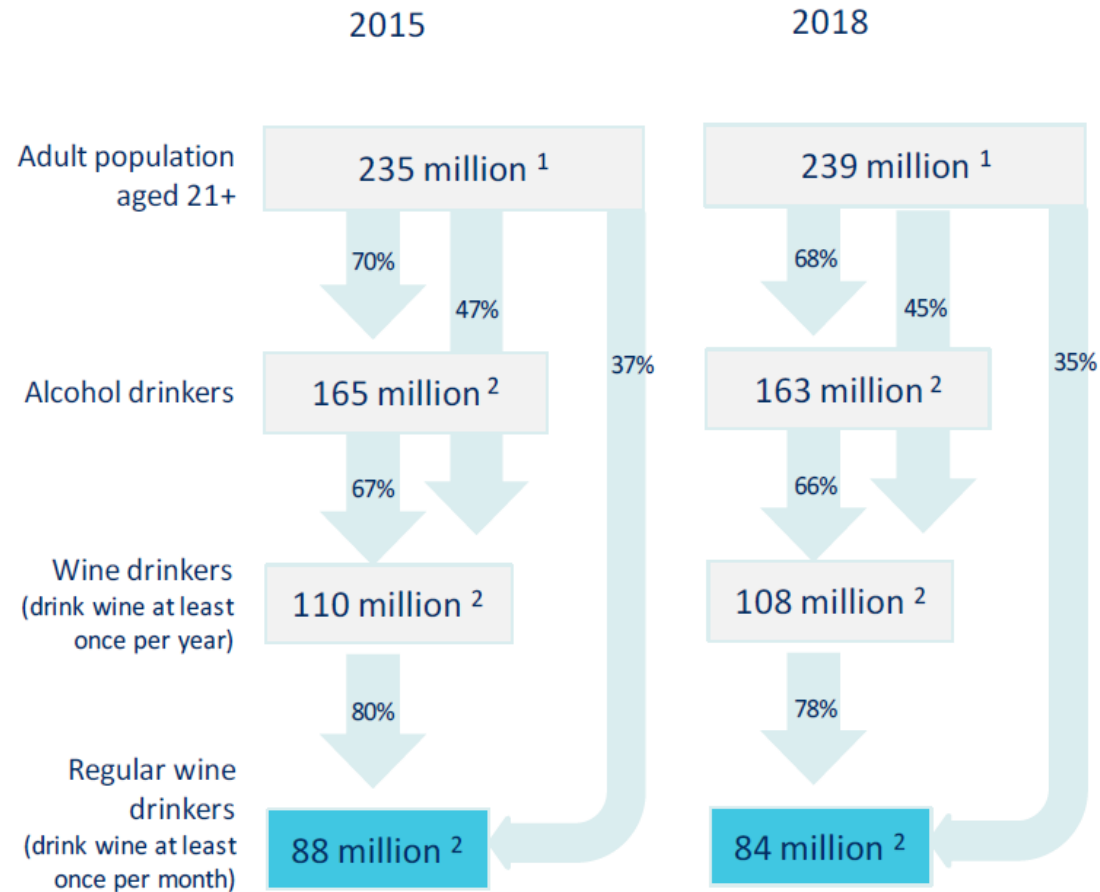 2015
2018
Adult population
aged 21+
235 million 1
239 million 1
70%
47%
37%
68%
45%
35%
Alcohol drinkers
165 million 2
163 million 2
67%
66%
Wine drinkers
(drink wine at least
once per year)
110 million 2
108 million 2
80%
78%
Regular wine
drinkers
(drink wine at least
once per month)
88 million 2
84 million 2